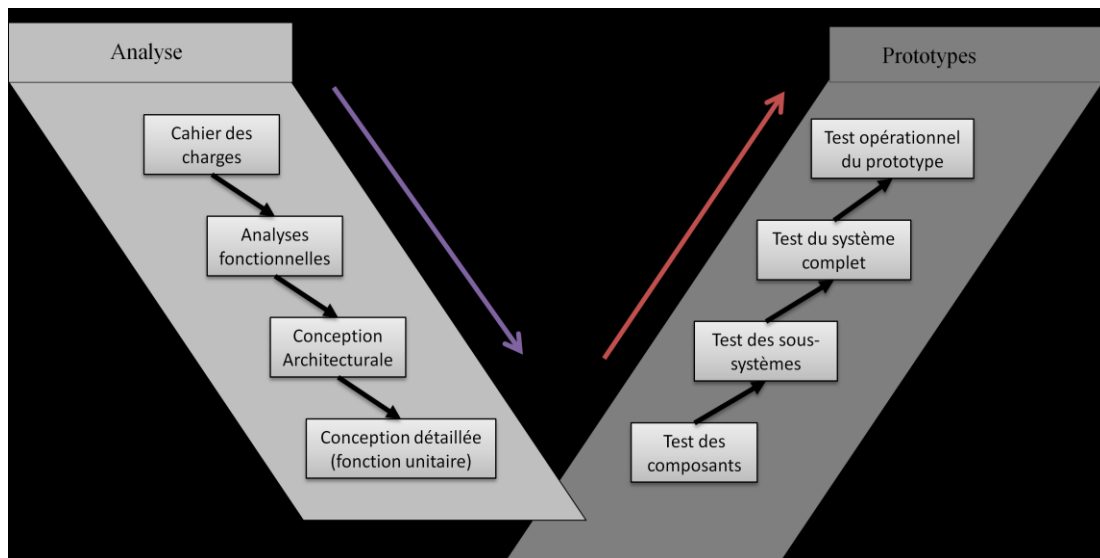 Analyse
Cahier des
charges
Analyses
fonctionnelles
Conception
Architecturale
Conception détaillée
(fonction unitaire)
Prototypes
Test opérationnel
du prototype
Test du système
complet
Test des sous-
systèmes
Test des
composants